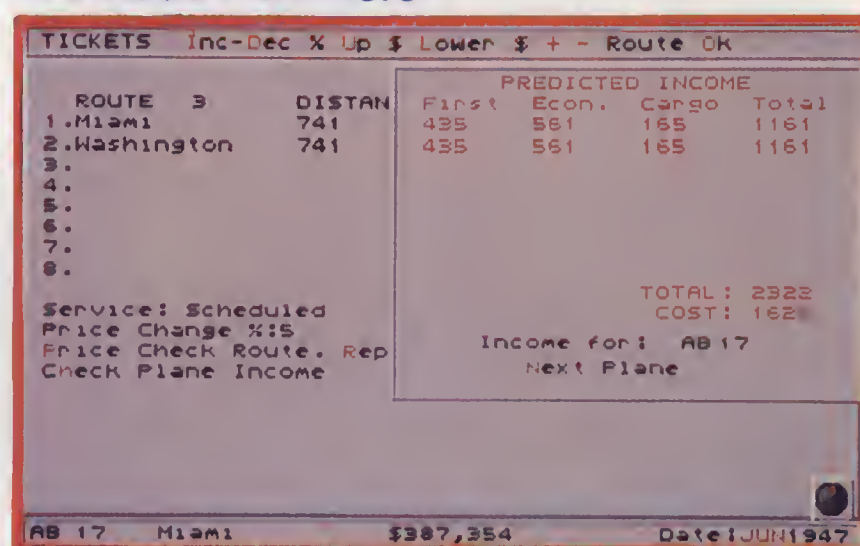 TICKETS Inc-Dec % Up $ Lower $ + - Route Ok
PREDICTED INCOME
ROUTE 3 DISTAN First Econ. Cargo Total
1.Miami 741 435 561 165 1161
2.Washington 741 435 561 165 1161
3.
4.
5.
6.
7.
8.
TOTAL: 2322
Service: Scheduled COST:
Price Change %:5
Price Check Route. Rep Income for: AB 17
Check Plane Income Next Plane
AB 17 Miami $387,354 Date:JUN1947